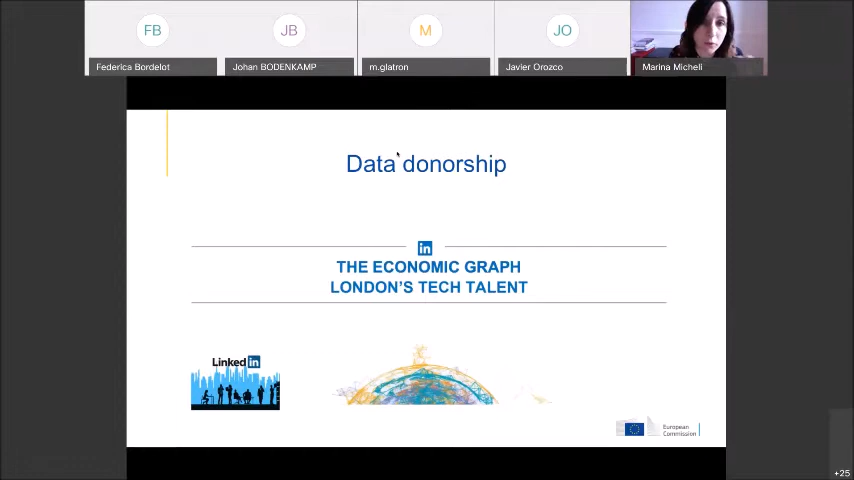 FB
JB
M
JO
Federica Bordelot
Johan BODENKAMP
m.glatron
Javier Orozco
Marina Micheli
Data donorship
in
THE ECONOMIC GRAPH
LONDON'S TECH TALENT
Linkedin
European
Commission
+25